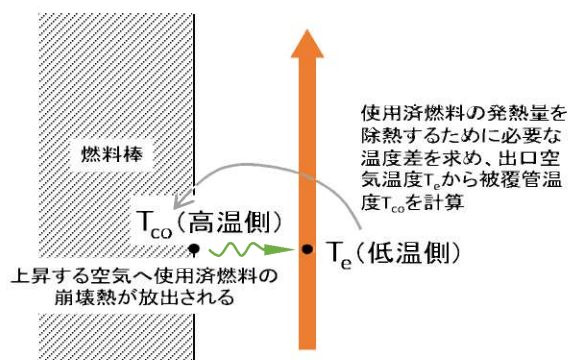 使用済燃料の発熱量を
除熱するために必要な
温度差を求め、出口空
気温度Teから被覆管温
度Tcoを計算
燃料棒
Tco(高温側)
Te(低温側)
上昇する空気へ使用済燃料の
崩壊熱が放出される